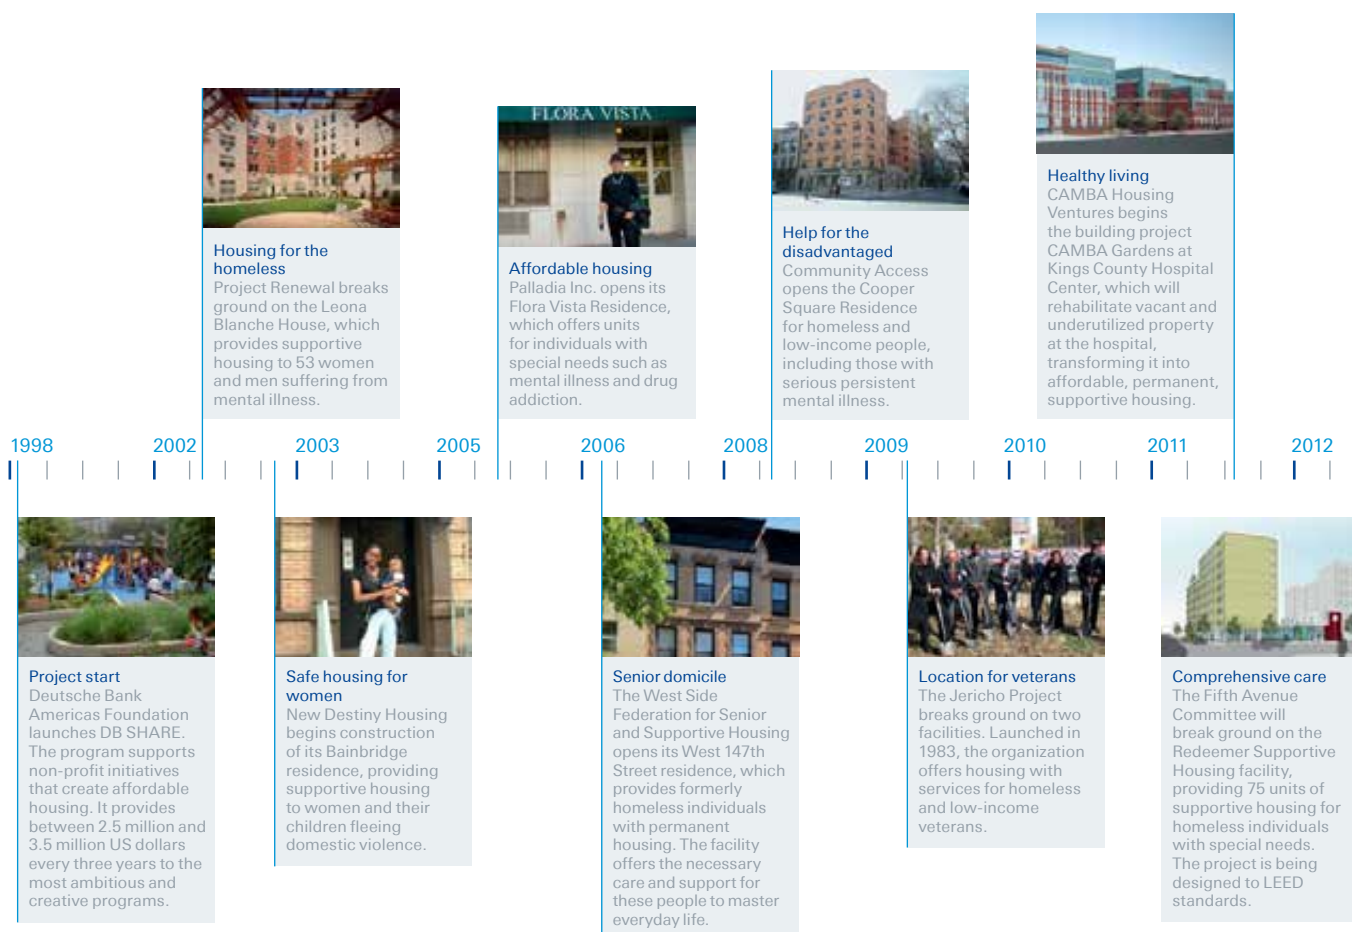 FLORA VISTA
Housing for the
homeless
Project Renewal breaks
ground on the Leona
Blanche House, which
provides supportive
housing to 53 women
and men suffering from
mental illness.
Affordable housing
Palladia Inc. opens its
Flora Vista Residence,
which offers units
for individuals with
special needs such as
mental illness and drug
addiction.
Help for the
disadvantaged
Community Access
opens the Cooper
Square Residence
for homeless and
low-income people,
including those with
serious persistent
mental illness.
Healthy living
CAMBA Housing
Ventures begins
the building project
CAMBA Gardens at
Kings County Hospital
Center, which will
rehabilitate vacant and
underutilized property
at the hospital,
transforming it into
affordable, permanent,
supportive housing.
1998 2002 2003 2005 2006 2008 2009 2010 2011 2012
Project start
Deutsche Bank
Americas Foundation
launches DB SHARE.
The program supports
non-profit initiatives
that create affordable
housing. It provides
between 2.5 million and
3.5 million US dollars
every three years to the
most ambitious and
creative programs.
Safe housing for
women
New Destiny Housing
begins construction
of its Bainbridge
residence, providing
supportive housing
to women and their
children fleeing
domestic violence.
Senior domicile
The West Side
Federation for Senior
and Supportive Housing
opens its West 147th
Street residence, which
provides formerly
homeless individuals
with permanent
housing. The facility
offers the necessary
care and support for
these people to master
everyday life.
Location for veterans
The Jericho Project
breaks ground on two
facilities. Launched in
1983, the organization
offers housing with
services for homeless
and low-income
veterans.
Comprehensive care
The Fifth Avenue
Committee will
break ground on the
Redeemer Supportive
Housing facility,
providing 75 units of
supportive housing for
homeless individuals
with special needs.
The project is being
designed to LEED
standards.